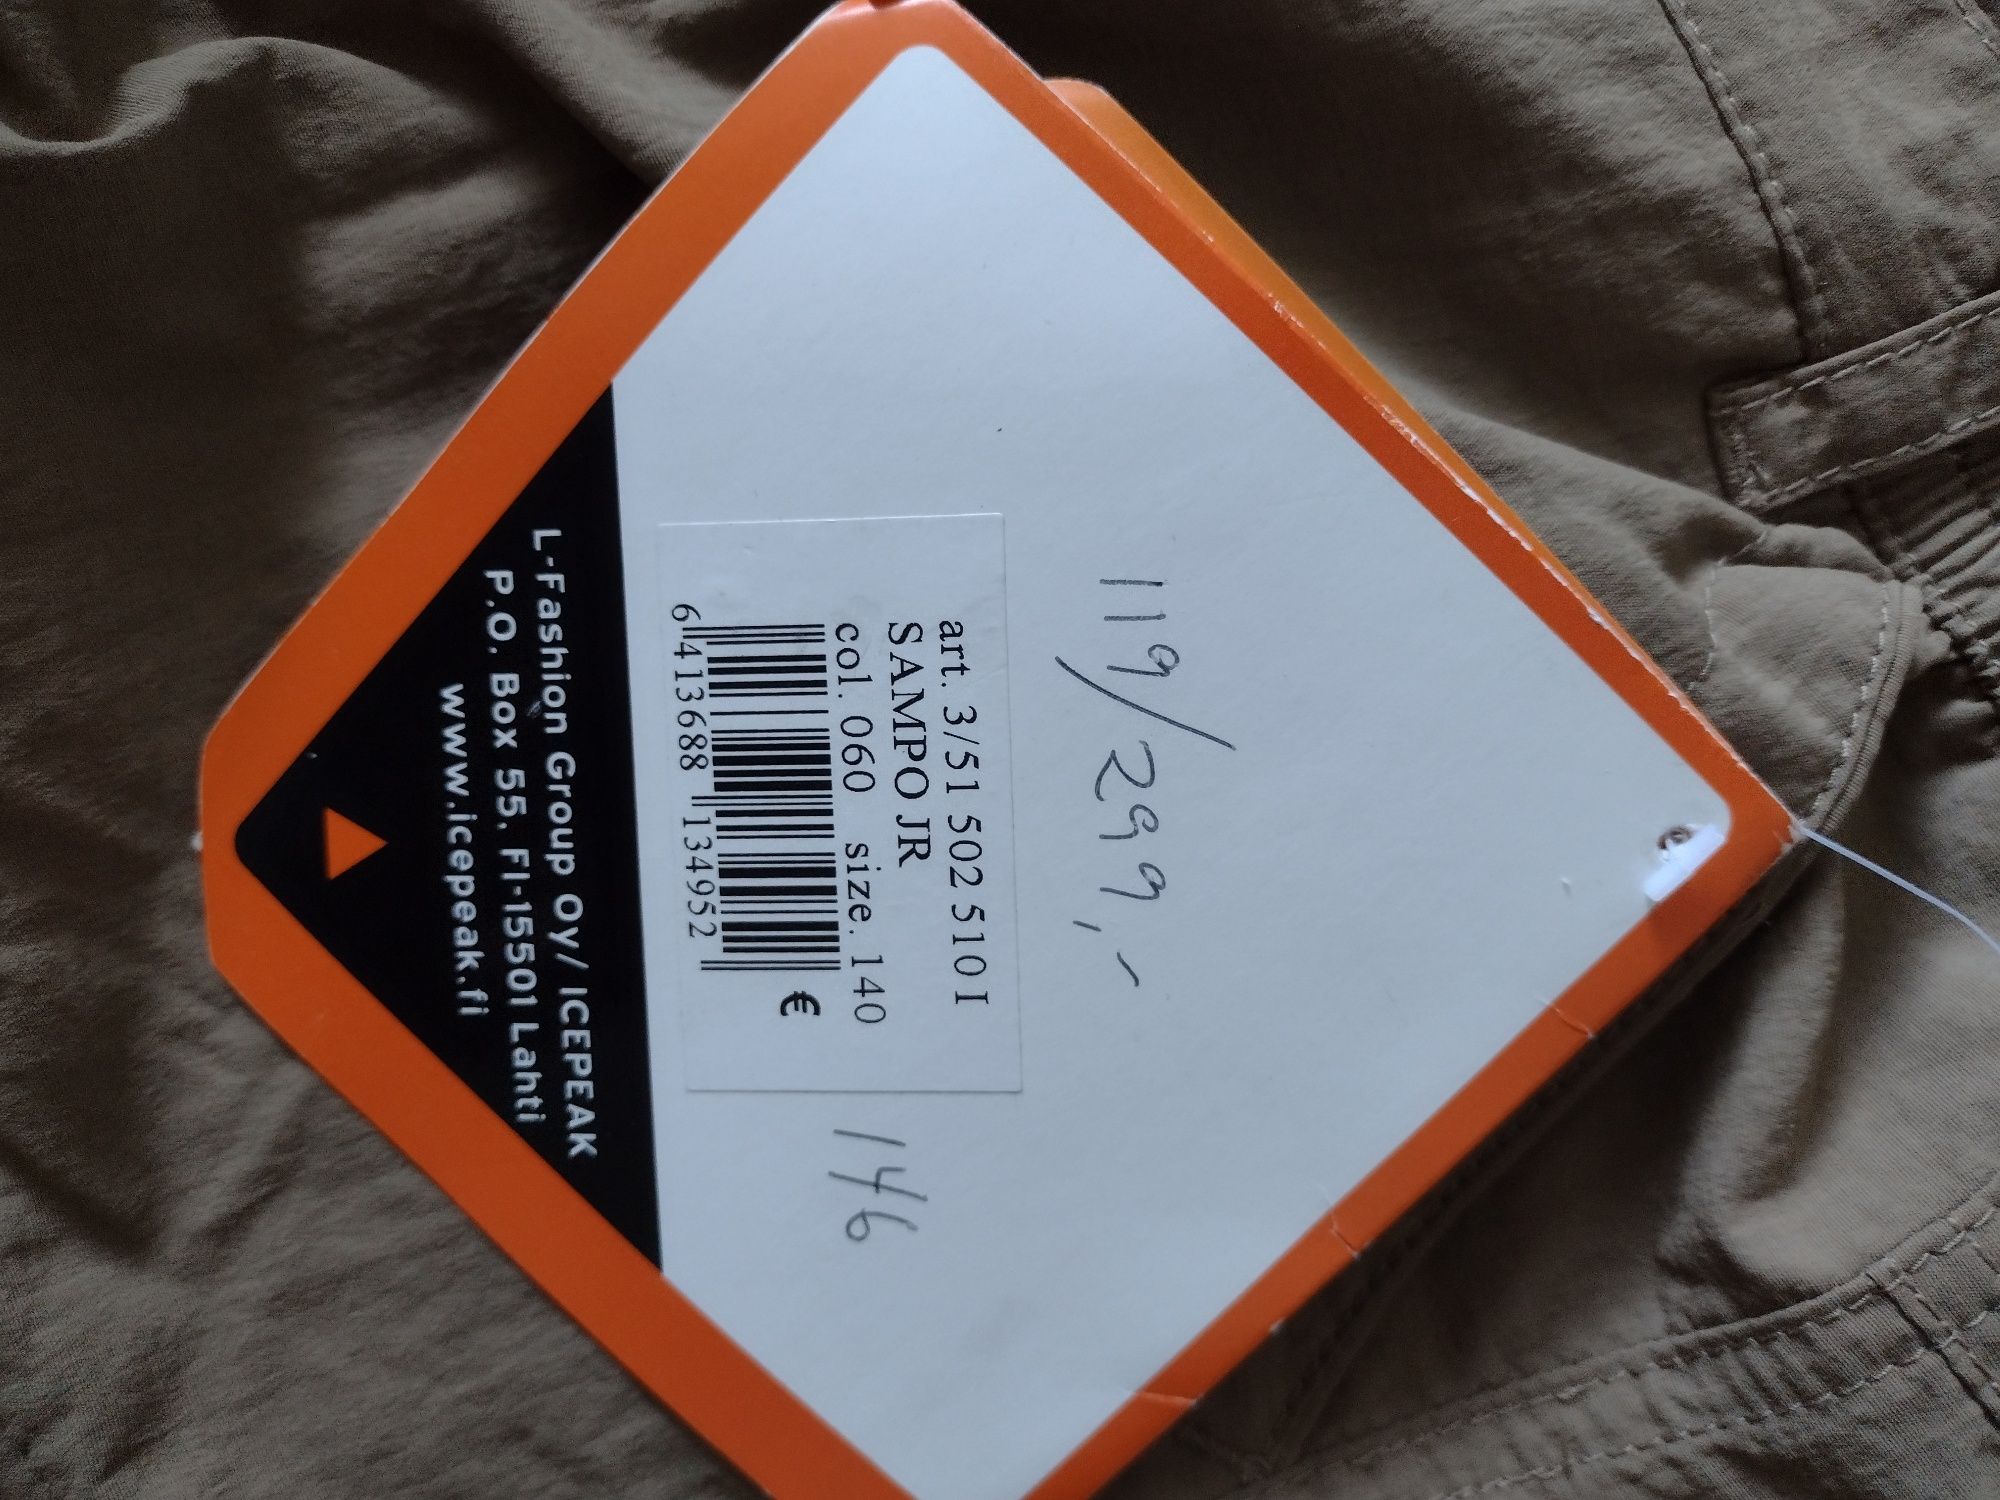 119/299,-
art. 3/51 502 510 I
SAMPO JR
col. 060 size. 140
€
6 413688 134952
146
L-Fashion Group Oy/ ICEPEAK
P.O. Box 55, FI-15501 Lahti
www.icepeak.fi